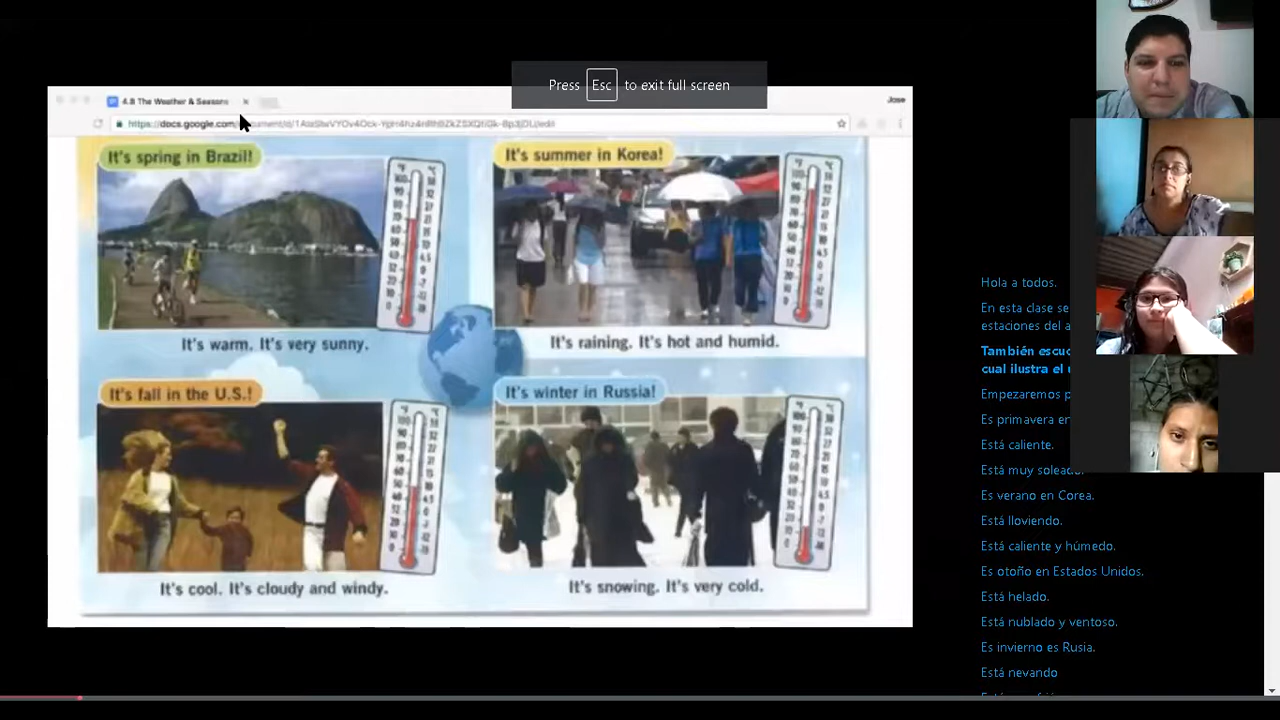 Press Esc to exit full screen
4.8 The Weather & Seasons
Jose
https://docs.google.com/
It's spring in Brazil!
It's summer in Korea!
It's warm. It's very sunny.
It's raining. It's hot and humid.
It's fall in the U.S.!
It's winter in Russia!
It's cool. It's cloudy and windy.
It's snowing. It's very cold.
Hola a todos.
En esta clase se
estaciones del a
También escuc
cual ilustra el u
Empezaremos p
Es primavera en
Está caliente.
Está muy soleado.
Es verano en Corea.
Está lloviendo.
Está caliente y húmedo.
Es otoño en Estados Unidos.
Está helado.
Está nublado y ventoso.
Es invierno es Rusia.
Está nevando